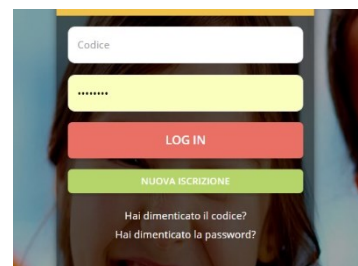 Codice
••••••••
LOG IN
NUOVA ISCRIZIONE
Hai dimenticato il codice?
Hai dimenticato la password?